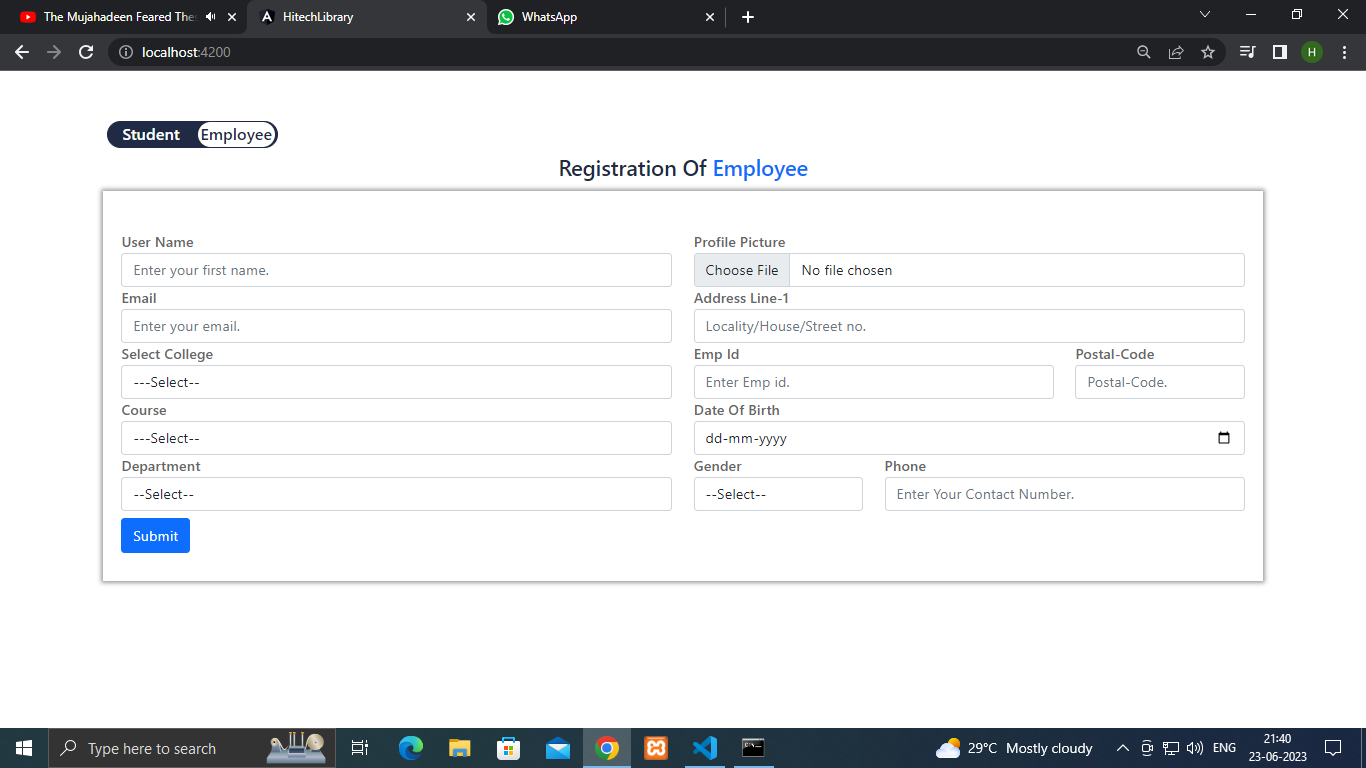 The Mujahadeen Feared Thes
HitechLibrary
WhatsApp
localhost:4200
H
Student Employee
Registration Of Employee
User Name
Enter your first name.
Profile Picture
Choose File No file chosen
Email
Enter your email.
Address Line-1
Locality/House/Street no.
Select College
---Select--
Emp Id
Enter Emp id.
Postal-Code
Postal-Code.
Course
---Select--
Date Of Birth
dd-mm-yyyy
Department
--Select--
Gender
--Select--
Phone
Enter Your Contact Number.
Submit
Type here to search
29°C Mostly cloudy
ENG
21:40
23-06-2023